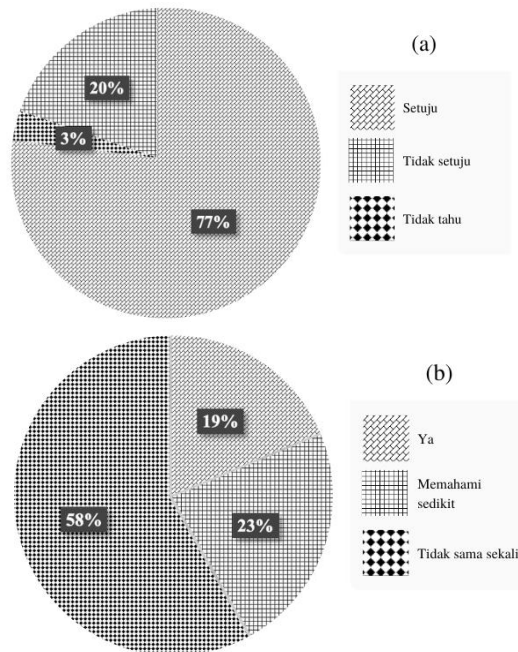 (a)
20%
3%
77%
Setuju
Tidak setuju
Tidak tahu
(b)
19%
23%
58%
Ya
Memahami
sedikit
Tidak sama sekali